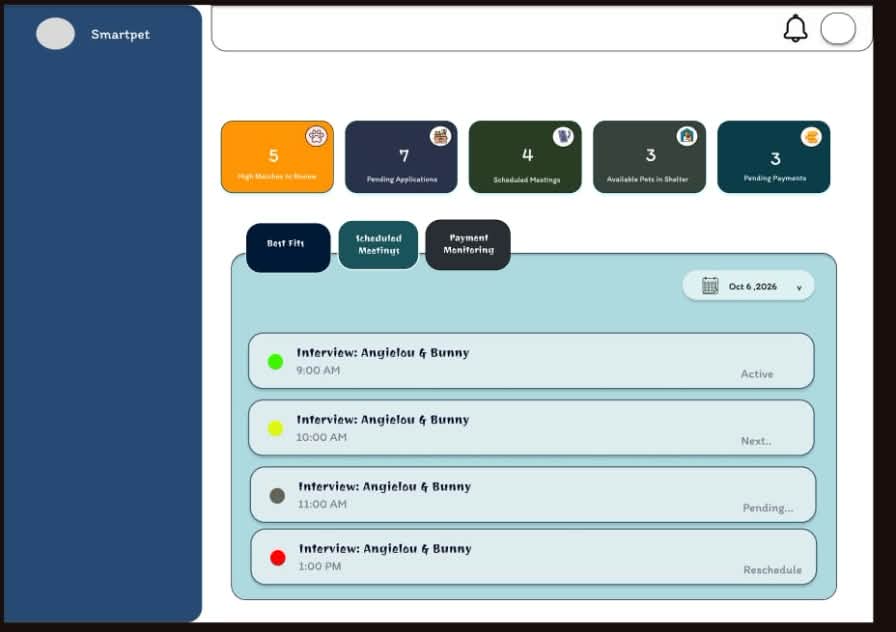 Smartpet
5
High Matches to Review
7
Pending Applications
4
Scheduled Meetings
3
Available Pets in Shelter
3
Pending Payments
Best Fits
Scheduled
Meetings
Payment
Monitoring
Oct 6 ,2026 v
Interview: Angielou & Bunny
9:00 AM
Active
Interview: Angielou & Bunny
10:00 AM
Next..
Interview: Angielou & Bunny
11:00 AM
Pending...
Interview: Angielou & Bunny
1:00 PM
Reschedule